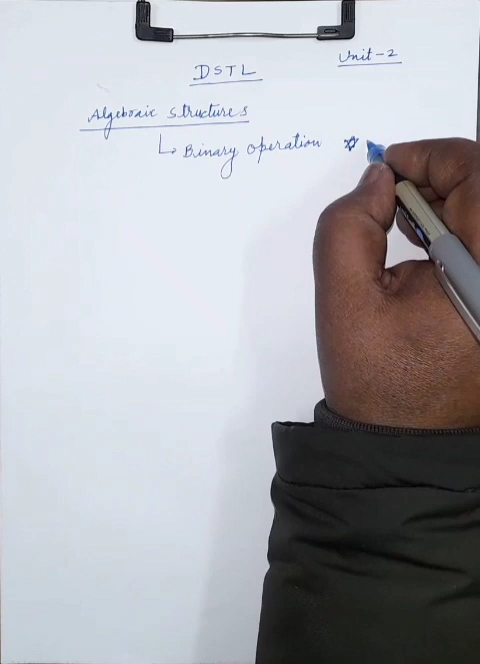 Unit-2
DSTL
Algebraic structures
↳ Binary operation ✡